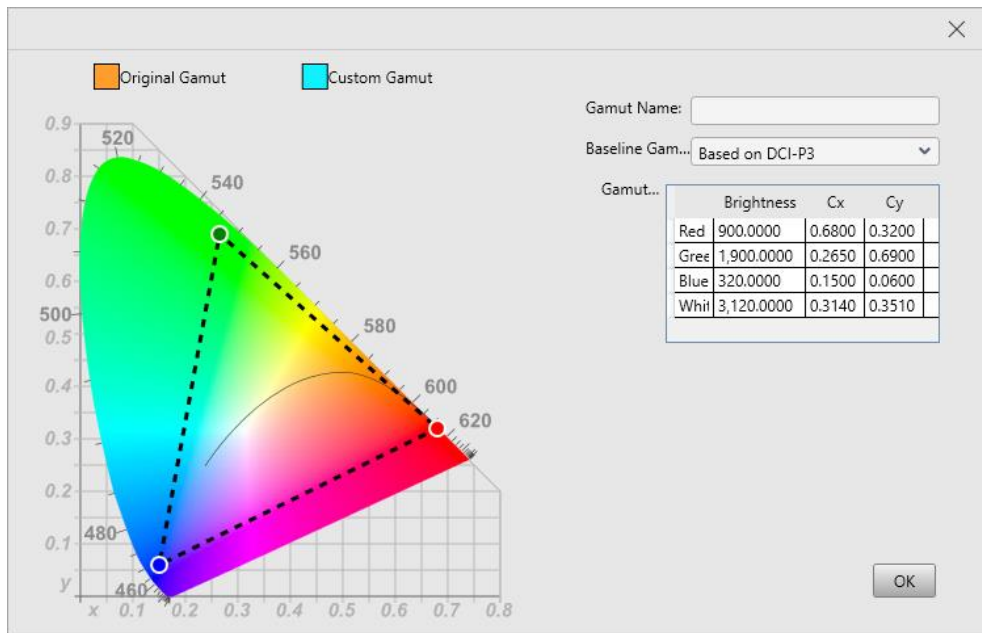 Original Gamut
Custom Gamut
Gamut Name:
Baseline Gam... Based on DCI-P3
Gamut...
Brightness Cx Cy
Red 900.0000 0.6800 0.3200
Gree 1,900.0000 0.2650 0.6900
Blue 320.0000 0.1500 0.0600
Whit 3,120.0000 0.3140 0.3510
0.9
520
0.8
540
0.7
560
0.6
500
580
0.5
0.4
600
620
0.3
0.2
480
0.1
y
460
x 0.1 0.2 0.3 0.4 0.5 0.6 0.7 0.8
OK